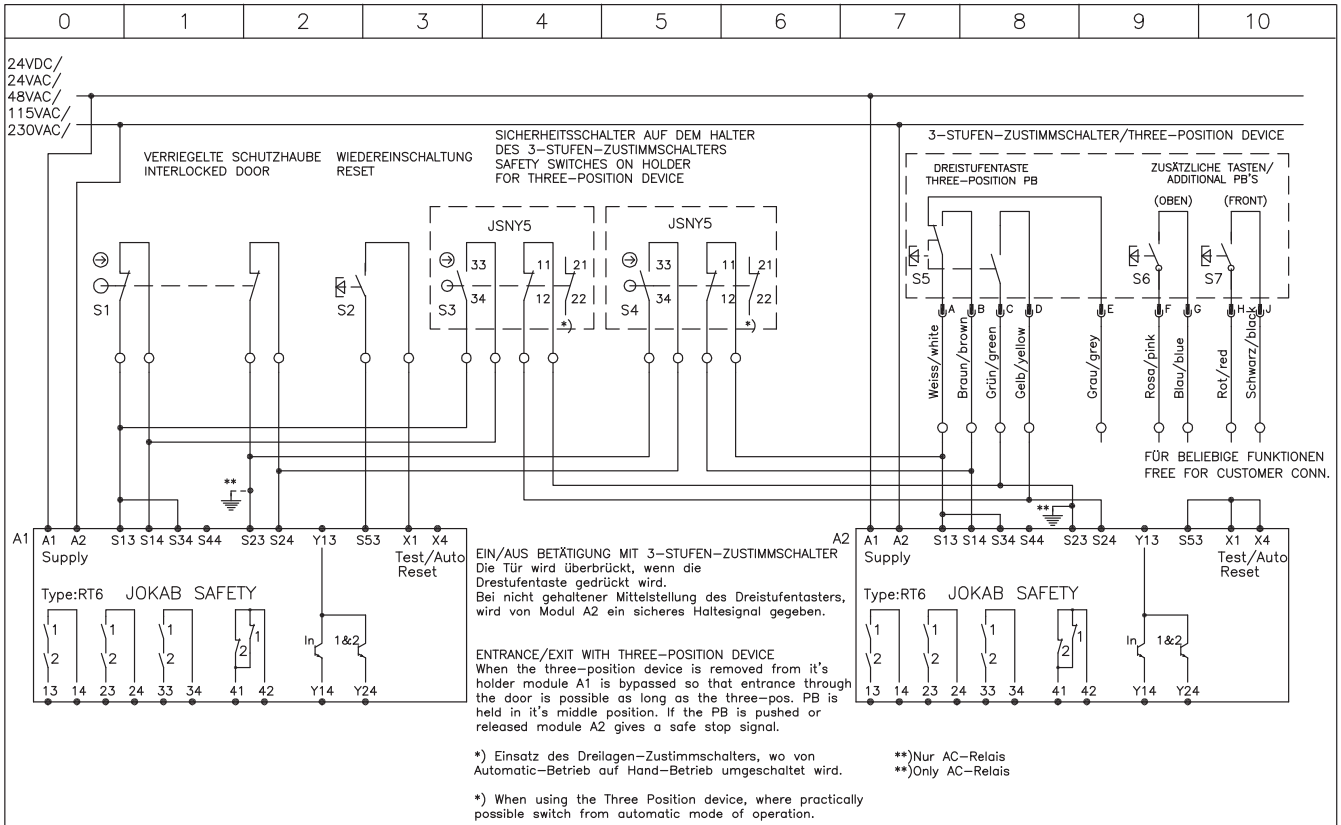 0 1 2 3 4 5 6 7 8 9 10
24VDC/
24VAC/
48VAC/
115VAC/
230VAC/
VERRIEGELTE SCHUTZHAUBE
INTERLOCKED DOOR
WIEDEREINSCHALTUNG
RESET
SICHERHEITSSCHALTER AUF DEM HALTER
DES 3-STUFEN-ZUSTIMMSCHALTERS
SAFETY SWITCHES ON HOLDER
FOR THREE-POSITION DEVICE
3-STUFEN-ZUSTIMMSCHALTER/THREE-POSITION DEVICE
DREISTUFENTASTE
THREE-POSITION PB
ZUSÄTZLICHE TASTEN/
ADDITIONAL PB'S
(OBEN) (FRONT)
JSNY5 JSNY5
33 11 21 33 11 21
34 12 22 34 12 22
S1 S2 S3 S4 S5 S6 S7
*) *)
A B C D E F G H J
Weiss/white
Braun/brown
Grün/green
Gelb/yellow
Grau/grey
Rosa/pink
Blau/blue
Rot/red
Schwarz/black
FÜR BELIEBIGE FUNKTIONEN
FREE FOR CUSTOMER CONN.
** **
A1
A1 A2 S13 S14 S34 S44 S23 S24 Y13 S53 X1 X4
Supply
Test/Auto
Reset
Type:RT6 JOKAB SAFETY
1 1 1 1
2 2 2 2
In 1&2
13 14 23 24 33 34 41 42 Y14 Y24
EIN/AUS BETÄTIGUNG MIT 3-STUFEN-ZUSTIMMSCHALTER
Die Tür wird überbrückt, wenn die
Drestufentaste gedrückt wird.
Bei nicht gehaltener Mittelstellung des Dreistufentasters,
wird von Modul A2 ein sicheres Haltesignal gegeben.
ENTRANCE/EXIT WITH THREE-POSITION DEVICE
When the three-position device is removed from it's
holder module A1 is bypassed so that entrance through
the door is possible as long as the three-pos. PB is
held in it's middle position. If the PB is pushed or
released module A2 gives a safe stop signal.
*) Einsatz des Dreilagen-Zustimmschalters, wo von
Automatic-Betrieb auf Hand-Betrieb umgeschaltet wird.
*) When using the Three Position device, where practically
possible switch from automatic mode of operation.
A2
A1 A2 S13 S14 S34 S44 S23 S24 Y13 S53 X1 X4
Supply
Test/Auto
Reset
Type:RT6 JOKAB SAFETY
1 1 1 1
2 2 2 2
In 1&2
13 14 23 24 33 34 41 42 Y14 Y24
**)Nur AC-Relais
**)Only AC-Relais